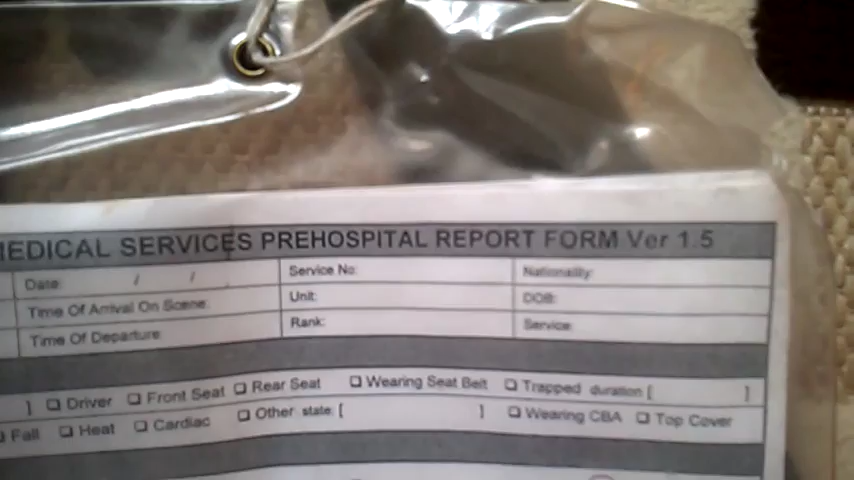 MEDICAL SERVICES PREHOSPITAL REPORT FORM Ver 1.5
Date: / / Service No: Nationality:
Time Of Arrival On Scene: Unit: DOB:
Time Of Departure Rank: Service:
] ☐ Driver ☐ Front Seat ☐ Rear Seat ☐ Wearing Seat Belt ☐ Trapped duration [ ]
☐ Fall ☐ Heat ☐ Cardiac ☐ Other state [ ] ☐ Wearing CBA ☐ Top Cover